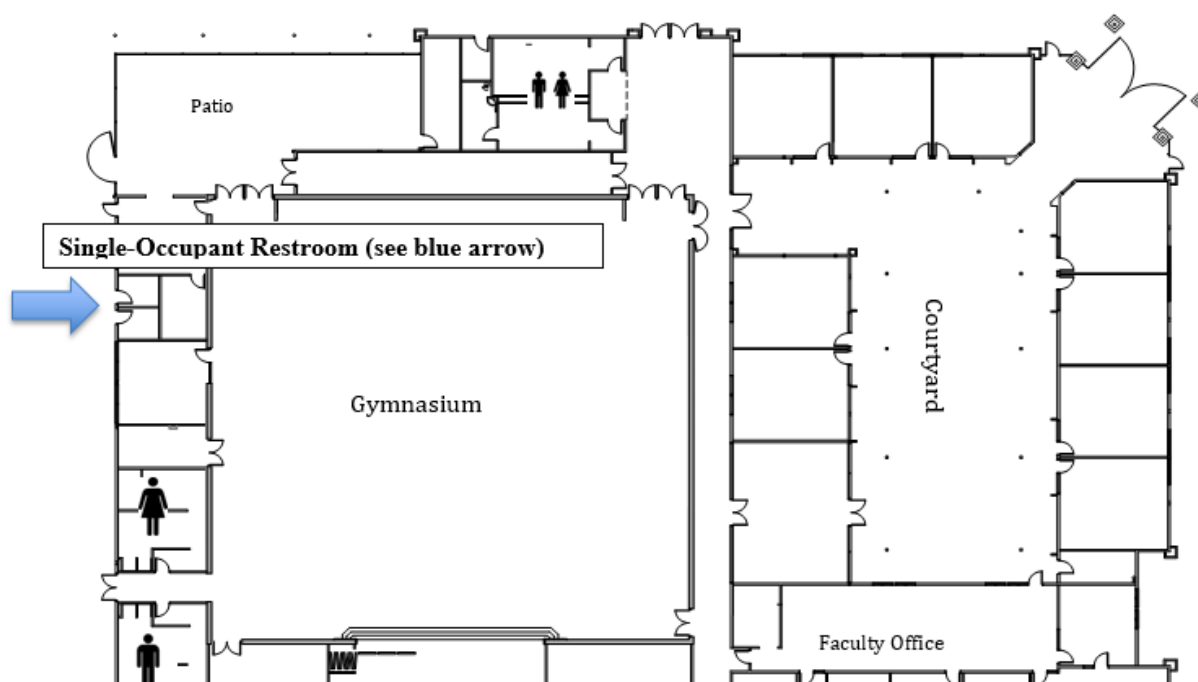 Patio
Single-Occupant Restroom (see blue arrow)
Courtyard
Gymnasium
Faculty Office